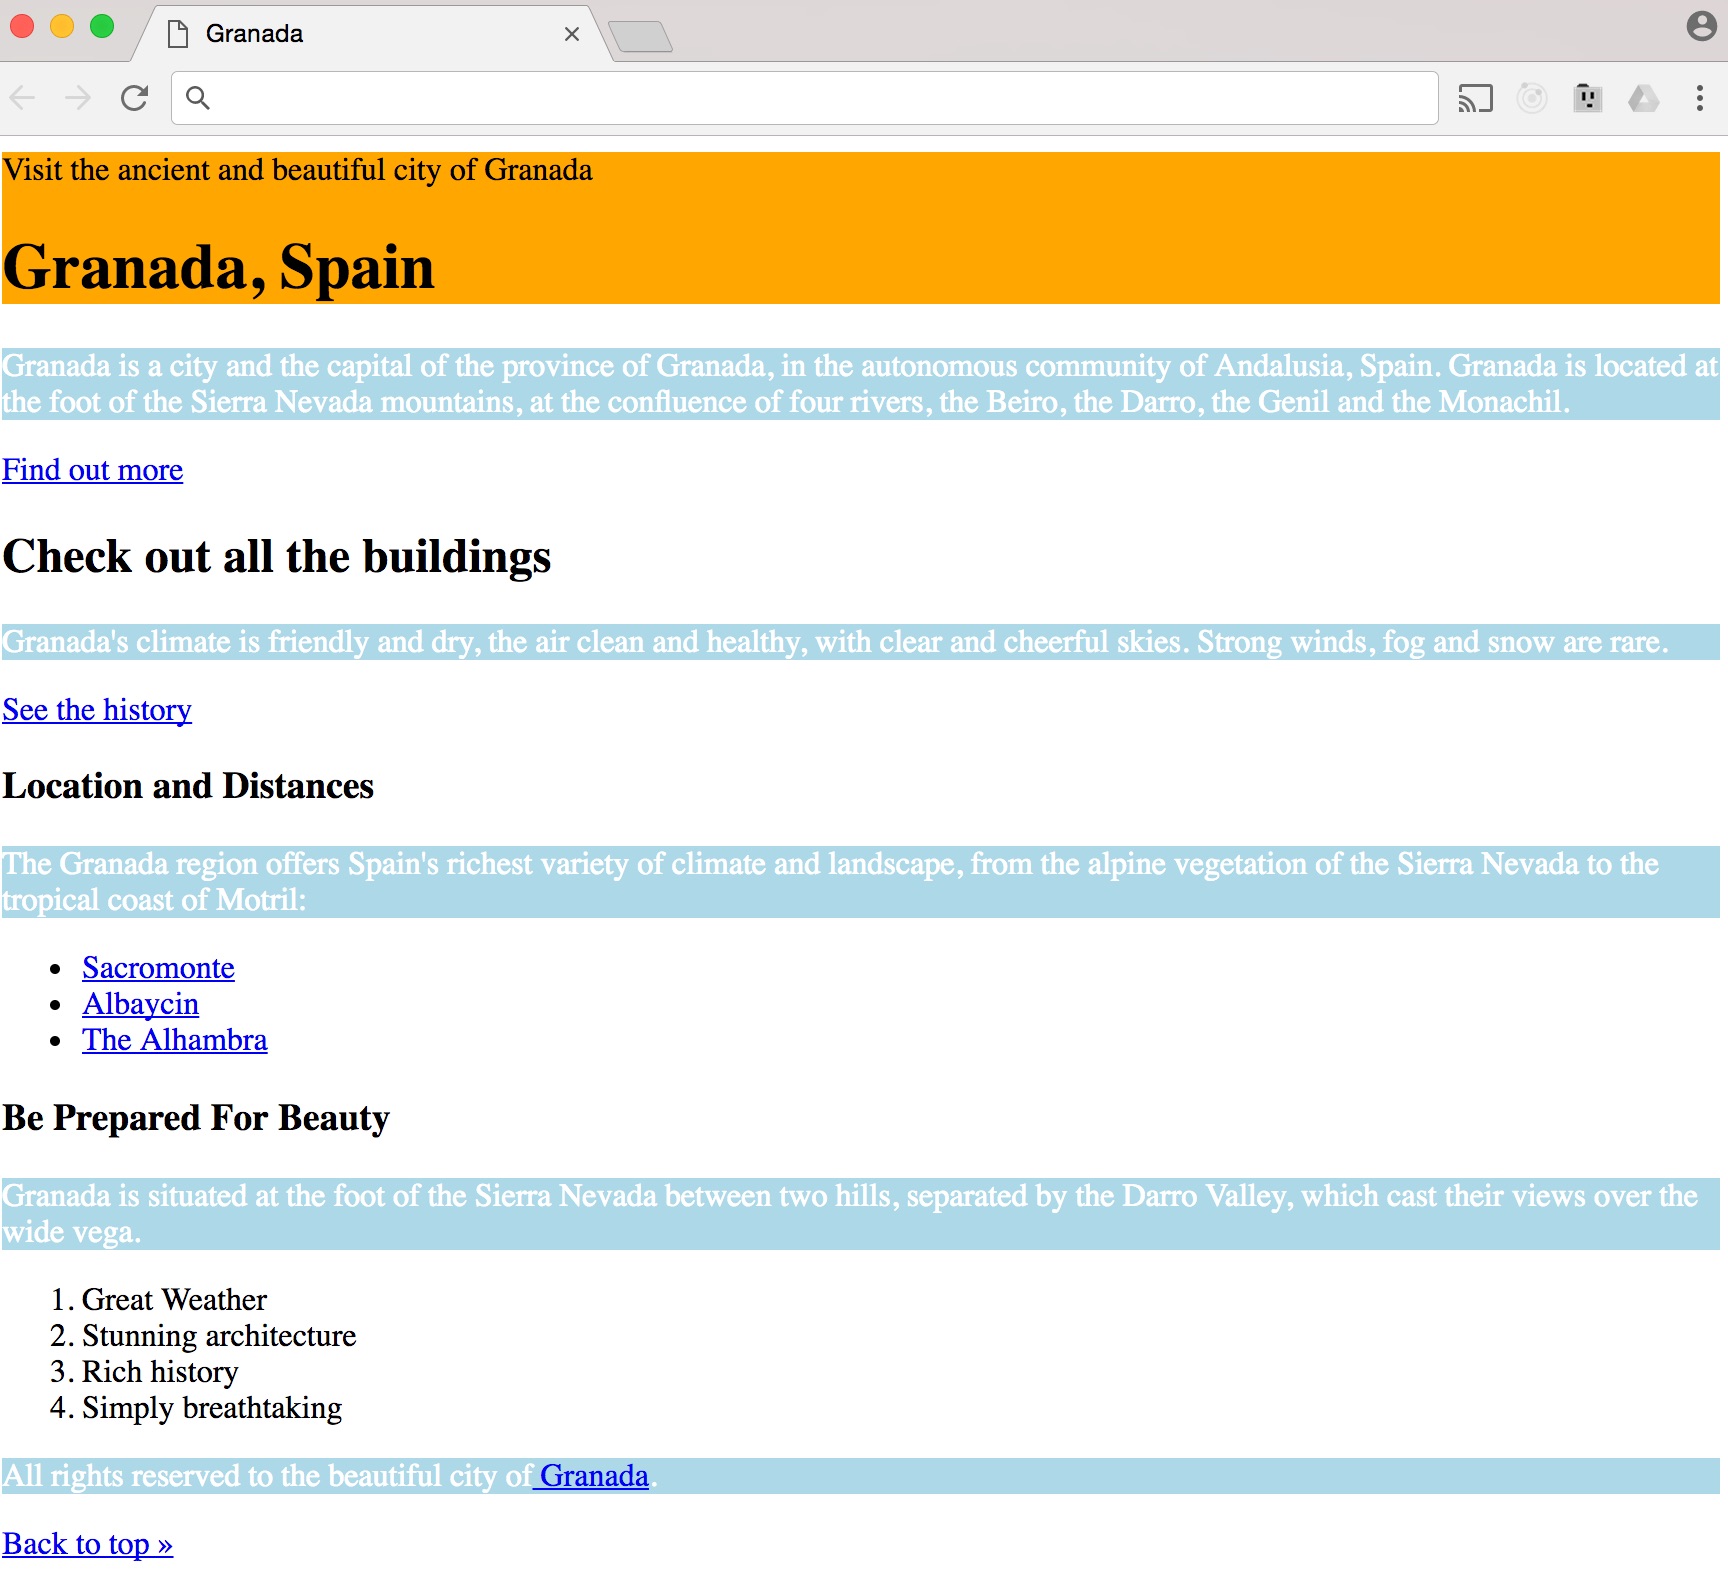 Granada
Visit the ancient and beautiful city of Granada
Granada, Spain
Granada is a city and the capital of the province of Granada, in the autonomous community of Andalusia, Spain. Granada is located at
the foot of the Sierra Nevada mountains, at the confluence of four rivers, the Beiro, the Darro, the Genil and the Monachil.
Find out more
Check out all the buildings
Granada's climate is friendly and dry, the air clean and healthy, with clear and cheerful skies. Strong winds, fog and snow are rare.
See the history
Location and Distances
The Granada region offers Spain's richest variety of climate and landscape, from the alpine vegetation of the Sierra Nevada to the
tropical coast of Motril:
• Sacromonte
• Albaycin
• The Alhambra
Be Prepared For Beauty
Granada is situated at the foot of the Sierra Nevada between two hills, separated by the Darro Valley, which cast their views over the
wide vega.
1. Great Weather
2. Stunning architecture
3. Rich history
4. Simply breathtaking
All rights reserved to the beautiful city of Granada.
Back to top »